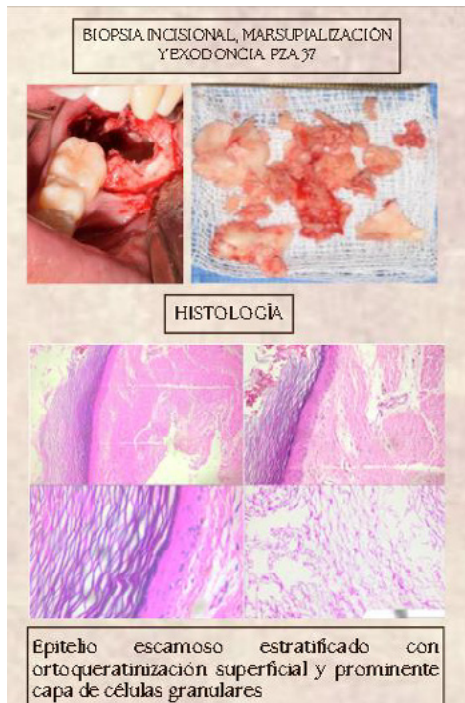 BIOPSIA INCISIONAL, MARSUPIALIZACIÓN
Y EXODONCIA PZA 37
HISTOLOGÍA
Epitelio escamoso estratificado con
ortoqueratinización superficial y prominente
capa de células granulares